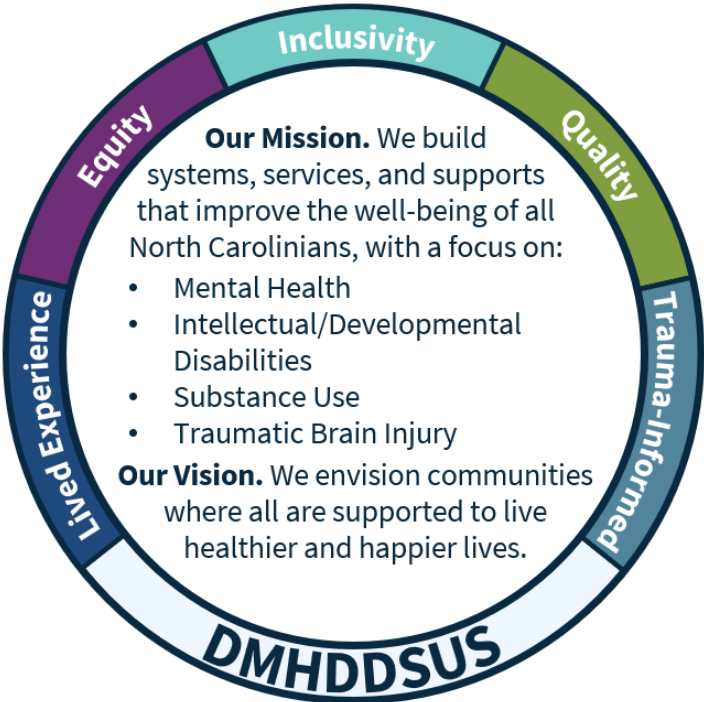 Inclusivity
Equity
Quality
Lived Experience
Trauma-Informed
Our Mission. We build
systems, services, and supports
that improve the well-being of all
North Carolinians, with a focus on:
• Mental Health
• Intellectual/Developmental
Disabilities
• Substance Use
• Traumatic Brain Injury
Our Vision. We envision communities
where all are supported to live
healthier and happier lives.
DMHDDSUS